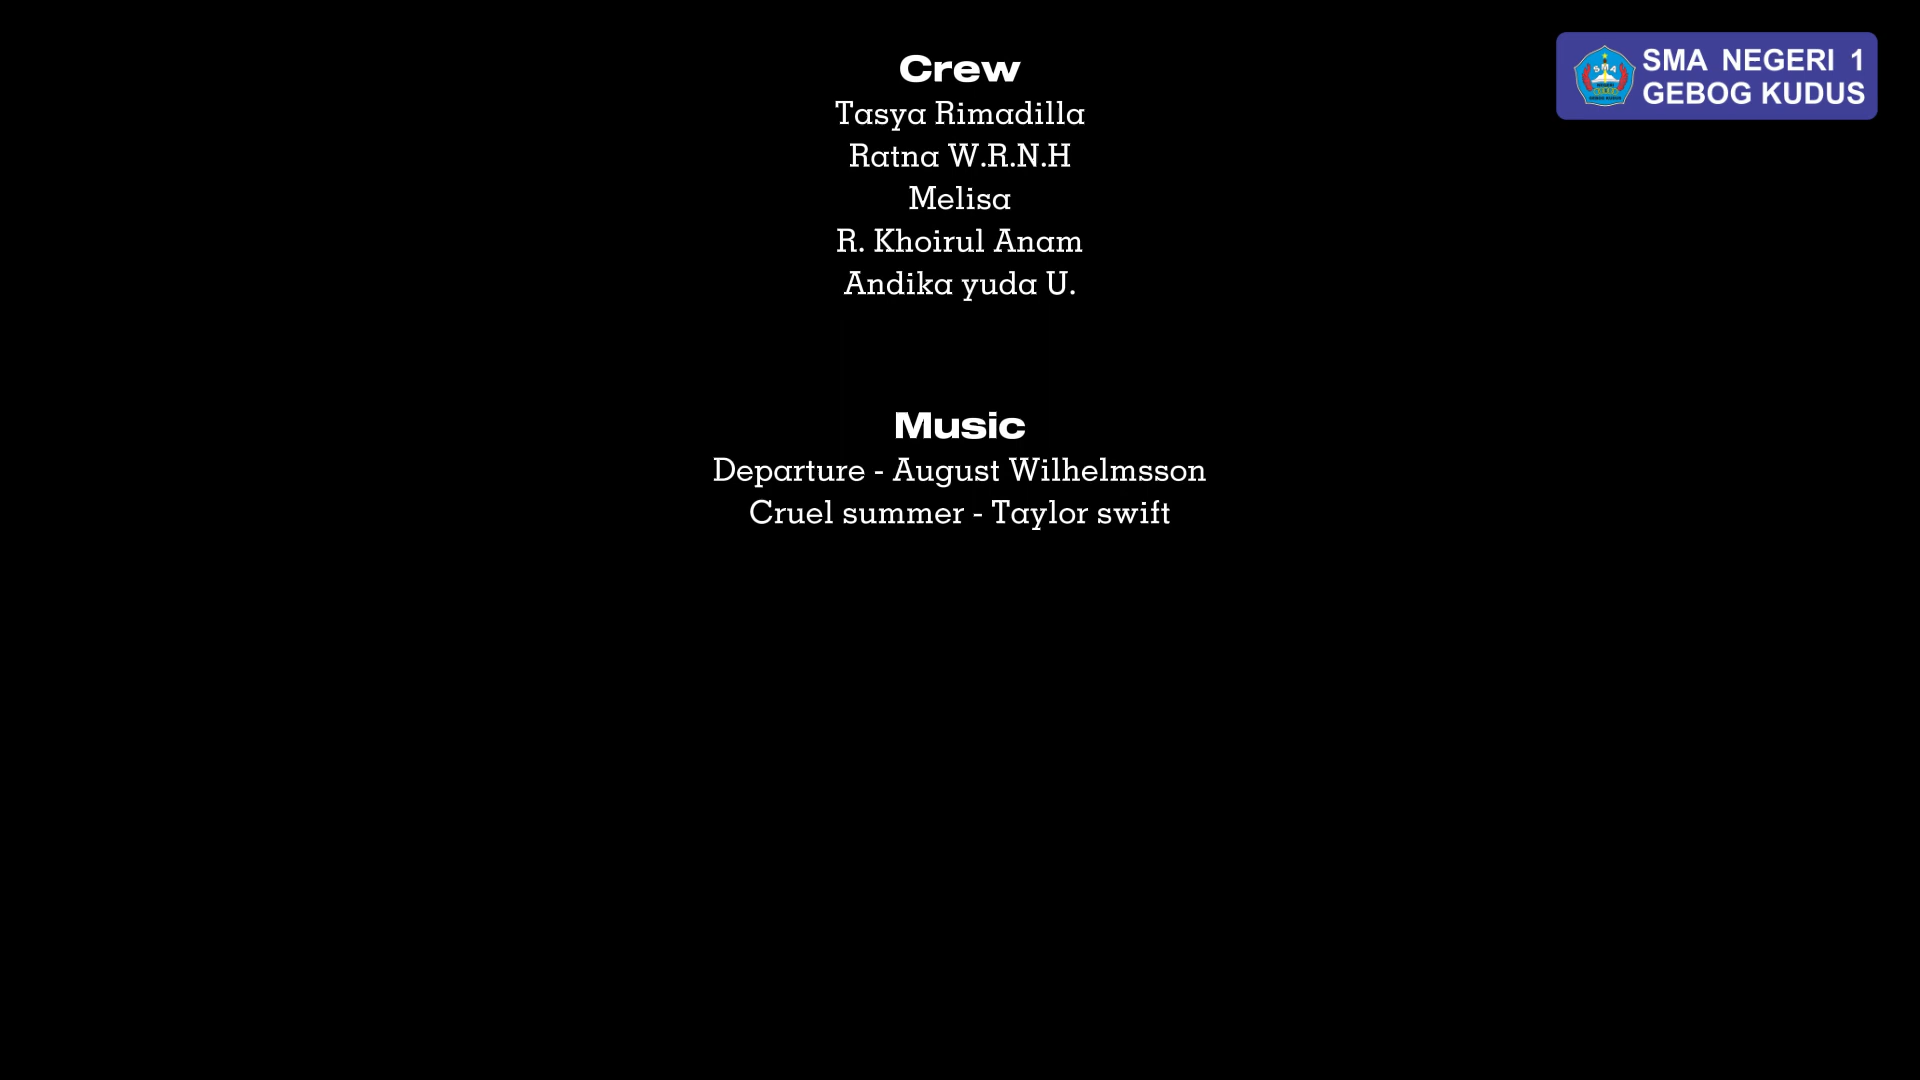 Crew
Tasya Rimadilla
Ratna W.R.N.H
Melisa
R. Khoirul Anam
Andika yuda U.
Music
Departure - August Wilhelmsson
Cruel summer - Taylor swift
SMA NEGERI 1
GEBOG KUDUS
SMA